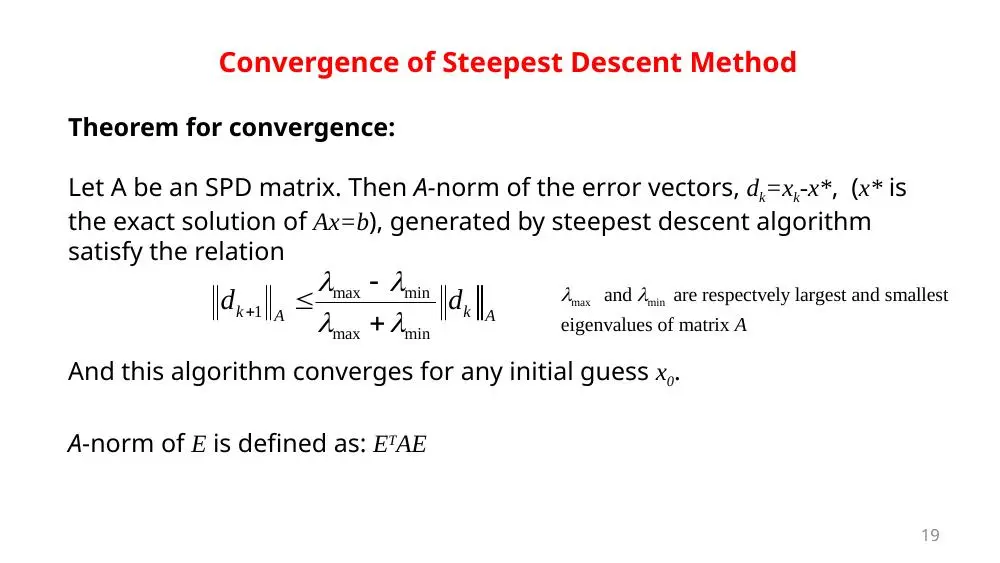 Convergence of Steepest Descent Method
Theorem for convergence:
Let A be an SPD matrix. Then A-norm of the error vectors, dₖ=xₖ-x*, (x* is
the exact solution of Ax=b), generated by steepest descent algorithm
satisfy the relation
‖dₖ₊₁‖_A ≤ (λmax - λmin)/(λmax + λmin) ‖dₖ‖_A
λmax and λmin are respectvely largest and smallest
eigenvalues of matrix A
And this algorithm converges for any initial guess x₀.
A-norm of E is defined as: EᵀAE
19